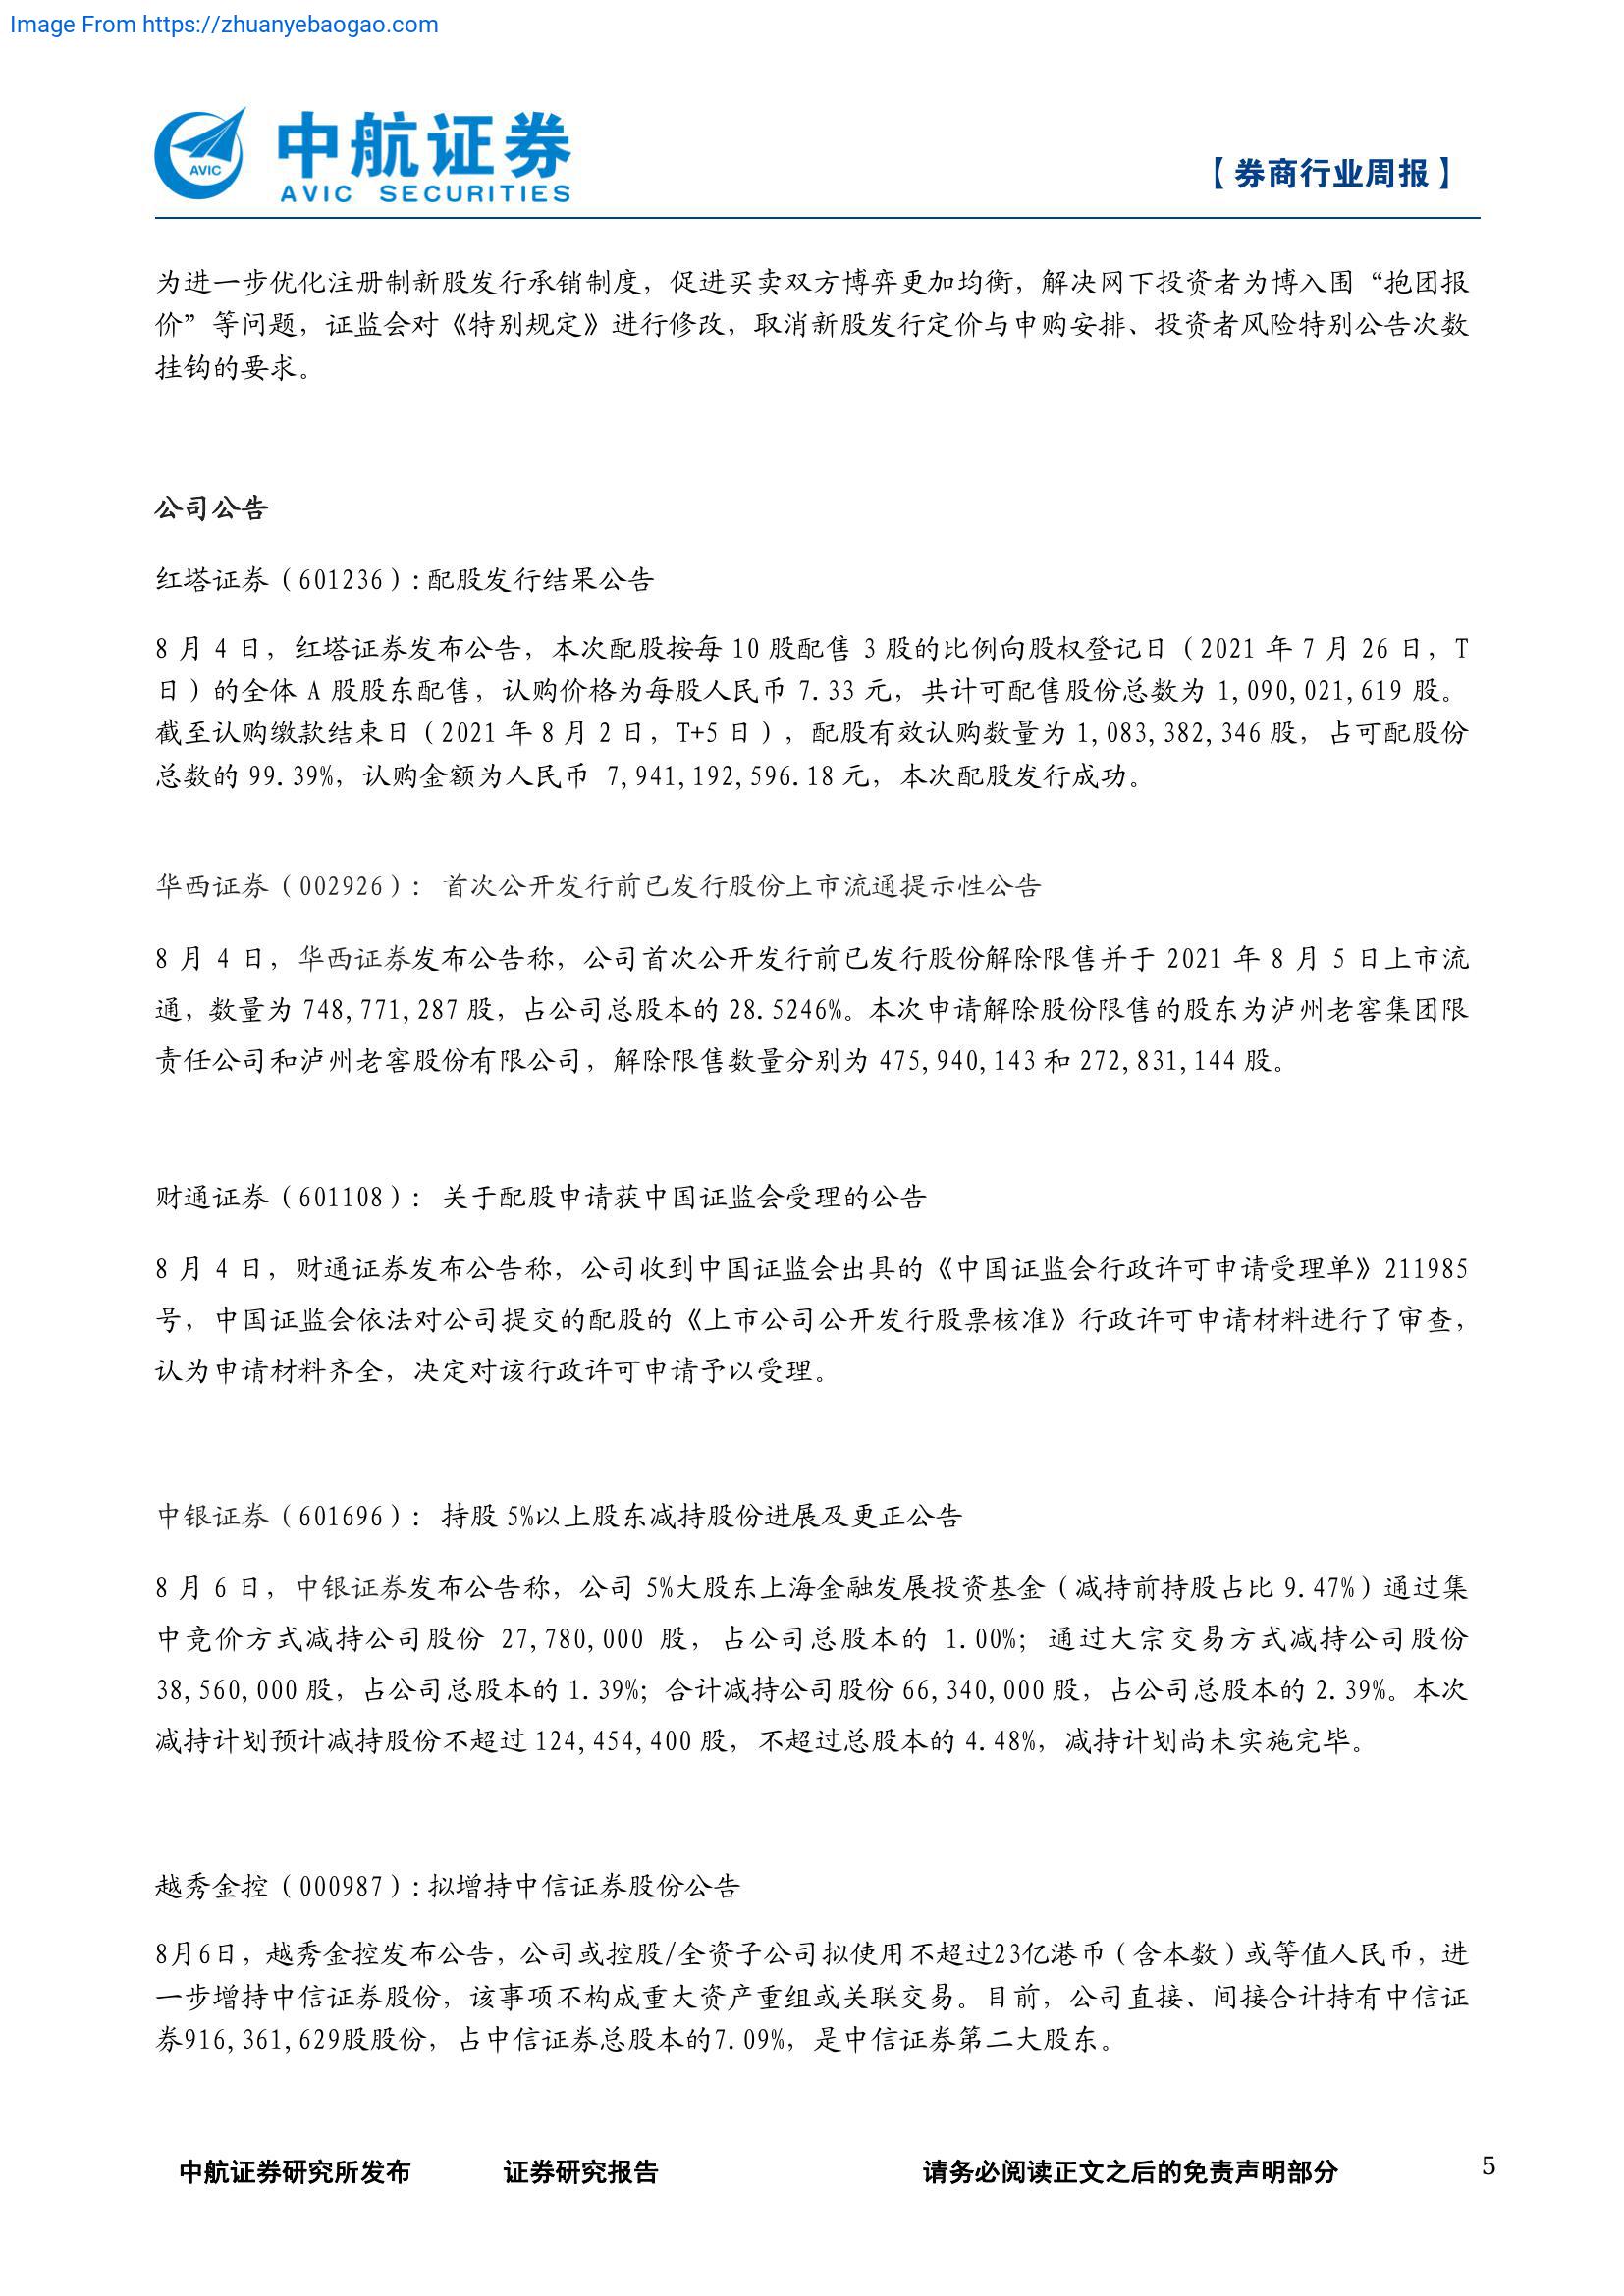 Image From https://zhuanyebaogao.com
AVIC
中航证券
AVIC SECURITIES
【券商行业周报】
为进一步优化注册制新股发行承销制度，促进买卖双方博弈更加均衡，解决网下投资者为博入围“抱团报
价”等问题，证监会对《特别规定》进行修改，取消新股发行定价与申购安排、投资者风险特别公告次数
挂钩的要求。
公司公告
红塔证券（601236）：配股发行结果公告
8 月 4 日，红塔证券发布公告，本次配股按每 10 股配售 3 股的比例向股权登记日（2021 年 7 月 26 日，T
日）的全体 A 股股东配售，认购价格为每股人民币 7.33 元，共计可配售股份总数为 1,090,021,619 股。
截至认购缴款结束日（2021 年 8 月 2 日，T+5 日），配股有效认购数量为 1,083,382,346 股，占可配股份
总数的 99.39%，认购金额为人民币 7,941,192,596.18 元，本次配股发行成功。
华西证券（002926）： 首次公开发行前已发行股份上市流通提示性公告
8 月 4 日，华西证券发布公告称，公司首次公开发行前已发行股份解除限售并于 2021 年 8 月 5 日上市流
通，数量为 748,771,287 股，占公司总股本的 28.5246%。本次申请解除股份限售的股东为泸州老窖集团限
责任公司和泸州老窖股份有限公司，解除限售数量分别为 475,940,143 和 272,831,144 股。
财通证券（601108）： 关于配股申请获中国证监会受理的公告
8 月 4 日，财通证券发布公告称，公司收到中国证监会出具的《中国证监会行政许可申请受理单》211985
号，中国证监会依法对公司提交的配股的《上市公司公开发行股票核准》行政许可申请材料进行了审查，
认为申请材料齐全，决定对该行政许可申请予以受理。
中银证券（601696）： 持股 5%以上股东减持股份进展及更正公告
8 月 6 日，中银证券发布公告称，公司 5%大股东上海金融发展投资基金（减持前持股占比 9.47%）通过集
中竞价方式减持公司股份 27,780,000 股，占公司总股本的 1.00%；通过大宗交易方式减持公司股份
38,560,000 股，占公司总股本的 1.39%；合计减持公司股份 66,340,000 股，占公司总股本的 2.39%。本次
减持计划预计减持股份不超过 124,454,400 股，不超过总股本的 4.48%，减持计划尚未实施完毕。
越秀金控（000987）：拟增持中信证券股份公告
8月6日，越秀金控发布公告，公司或控股/全资子公司拟使用不超过23亿港币（含本数）或等值人民币，进
一步增持中信证券股份，该事项不构成重大资产重组或关联交易。目前，公司直接、间接合计持有中信证
券916,361,629股股份，占中信证券总股本的7.09%，是中信证券第二大股东。
中航证券研究所发布 证券研究报告 请务必阅读正文之后的免责声明部分 5